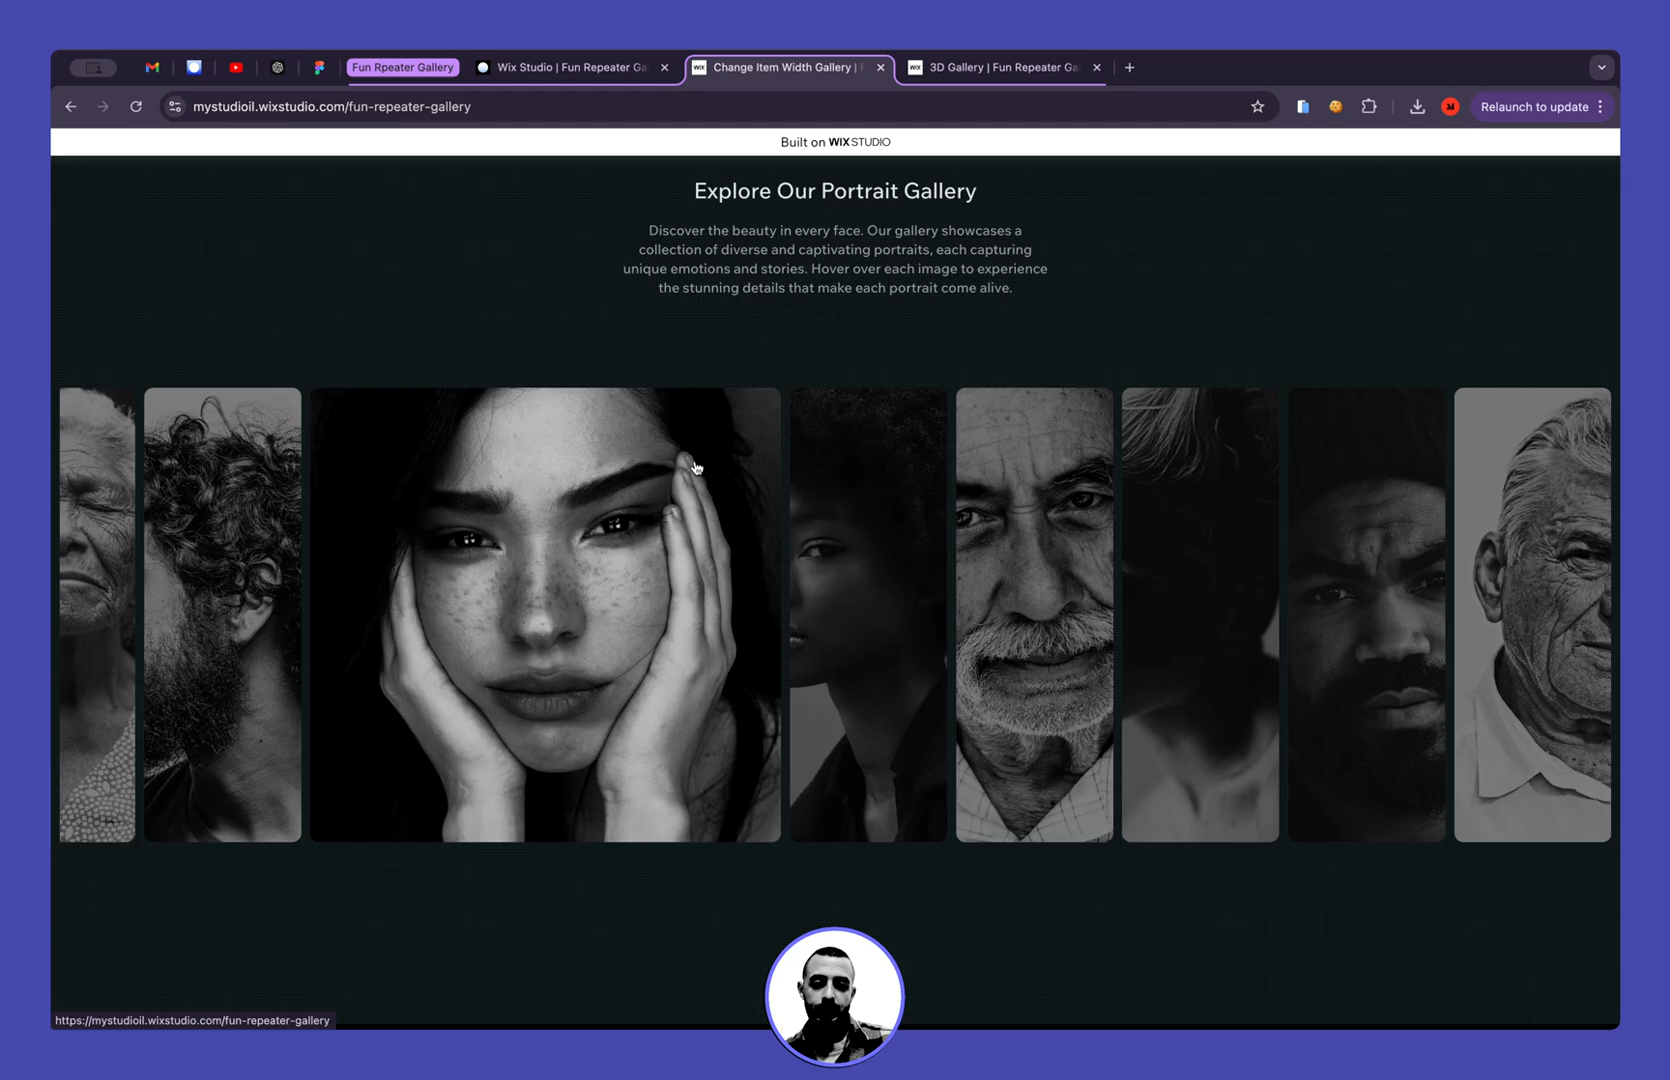 Fun Rpeater Gallery
Wix Studio | Fun Repeater Ga
WIX Change Item Width Gallery |
WIX 3D Gallery | Fun Repeater Ga
mystudioil.wixstudio.com/fun-repeater-gallery
Relaunch to update
Built on WIX STUDIO
Explore Our Portrait Gallery
Discover the beauty in every face. Our gallery showcases a
collection of diverse and captivating portraits, each capturing
unique emotions and stories. Hover over each image to experience
the stunning details that make each portrait come alive.
https://mystudioil.wixstudio.com/fun-repeater-gallery